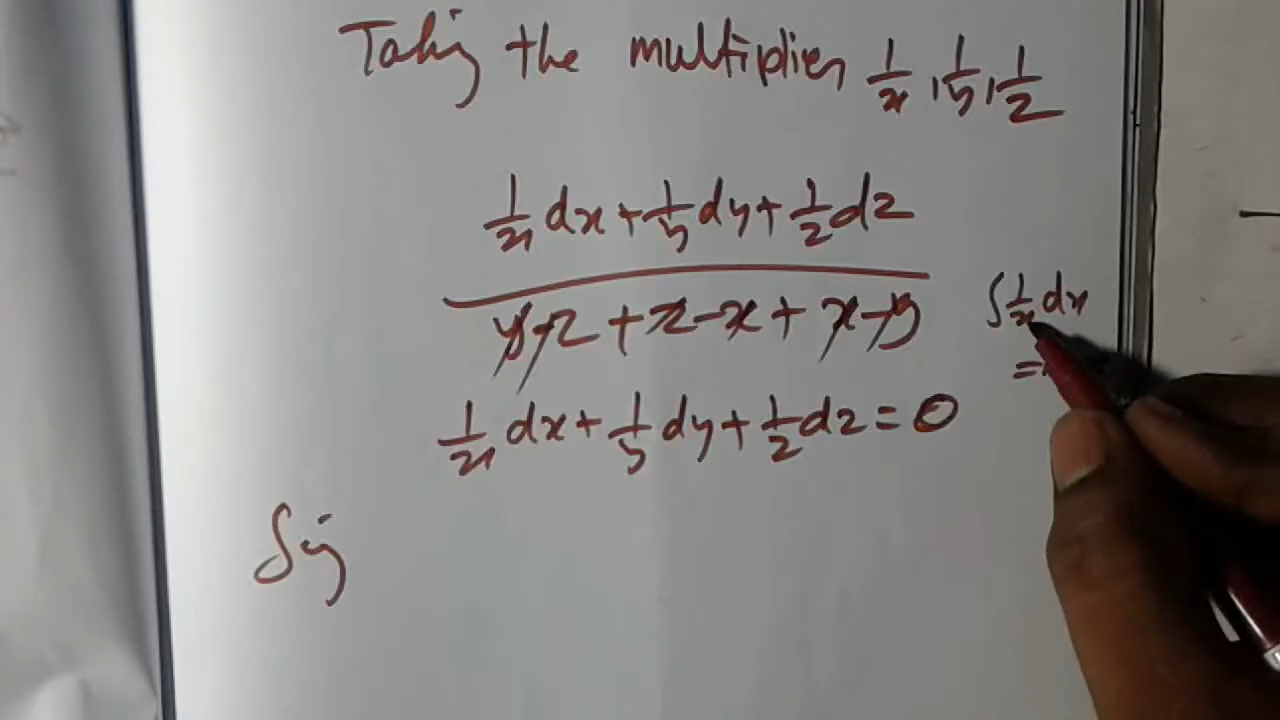 Taking the multiplier 1/x, 1/y, 1/z
1/x dx + 1/y dy + 1/z dz
y-z + z-x + x-y
∫ 1/x dx
=
1/x dx + 1/y dy + 1/z dz = 0